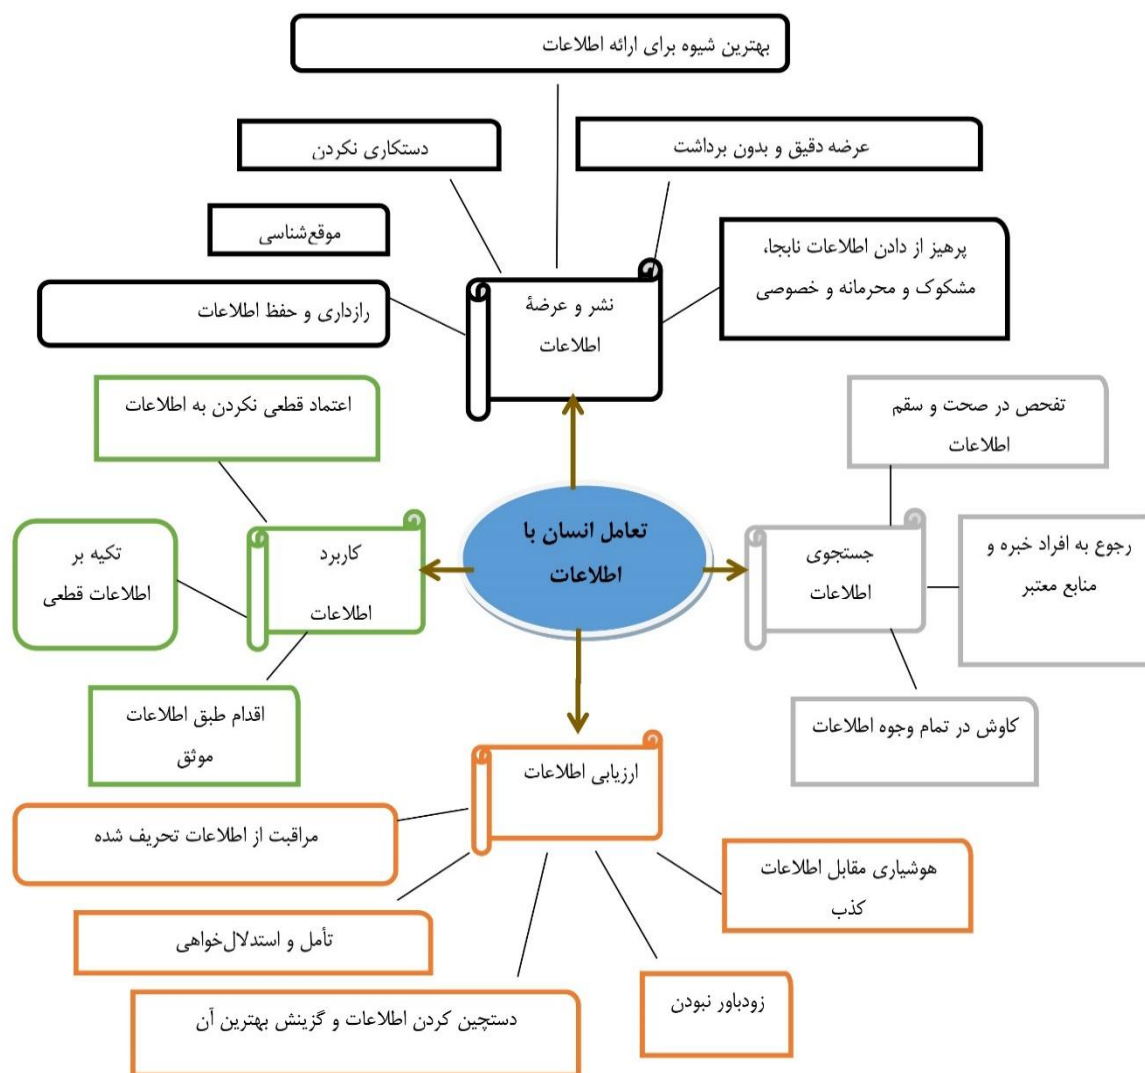 بهترین شیوه برای ارائه اطلاعات
عرضه دقیق و بدون برداشت
دستکاری نکردن
موقع‌شناسی
پرهیز از دادن اطلاعات نابجا،
مشکوک و محرمانه و خصوصی
رازداری و حفظ اطلاعات
نشر و عرضهٔ
اطلاعات
تفحص در صحت و سقم
اطلاعات
اعتماد قطعی نکردن به اطلاعات
رجوع به افراد خبره و
منابع معتبر
جستجوی
اطلاعات
تعامل انسان با
اطلاعات
کاربرد
اطلاعات
تکیه بر
اطلاعات قطعی
کاوش در تمام وجوه اطلاعات
اقدام طبق اطلاعات
موثق
ارزیابی اطلاعات
مراقبت از اطلاعات تحریف شده
هوشیاری مقابل اطلاعات
کذب
تأمل و استدلال‌خواهی
زودباور نبودن
دستچین کردن اطلاعات و گزینش بهترین آن